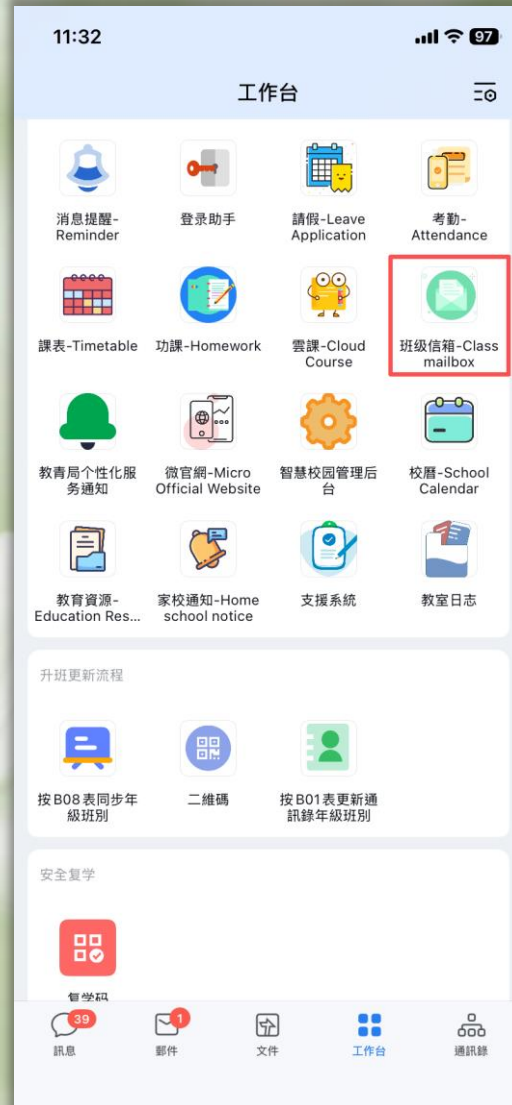 11:32
97
工作台
消息提醒-
Reminder
登录助手
請假-Leave
Application
考勤-
Attendance
課表-Timetable
功課-Homework
雲課-Cloud
Course
班级信箱-Class
mailbox
教青局个性化服
务通知
微官網-Micro
Official Website
智慧校园管理后
台
校曆-School
Calendar
教育資源-
Education Res...
家校通知-Home
school notice
支援系統
教室日志
升班更新流程
按B08表同步年
級班別
二維碼
按B01表更新通
訊錄年級班別
安全复学
复学码
39
1
訊息
郵件
文件
工作台
通訊錄